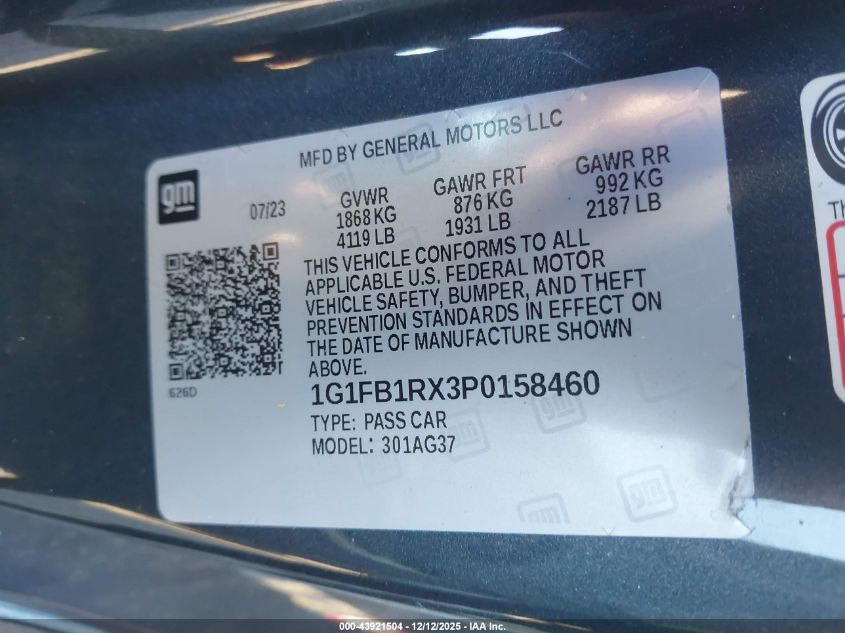 MFD BY GENERAL MOTORS LLC
gm
07/23
GVWR
1868 KG
4119 LB
GAWR FRT
876 KG
1931 LB
GAWR RR
992 KG
2187 LB
THIS VEHICLE CONFORMS TO ALL
APPLICABLE U.S. FEDERAL MOTOR
VEHICLE SAFETY, BUMPER, AND THEFT
PREVENTION STANDARDS IN EFFECT ON
THE DATE OF MANUFACTURE SHOWN
ABOVE.
626D
1G1FB1RX3P0158460
TYPE: PASS CAR
MODEL: 301AG37
gm
gm
Th
000-43921504 - 12/12/2025 - IAA Inc.